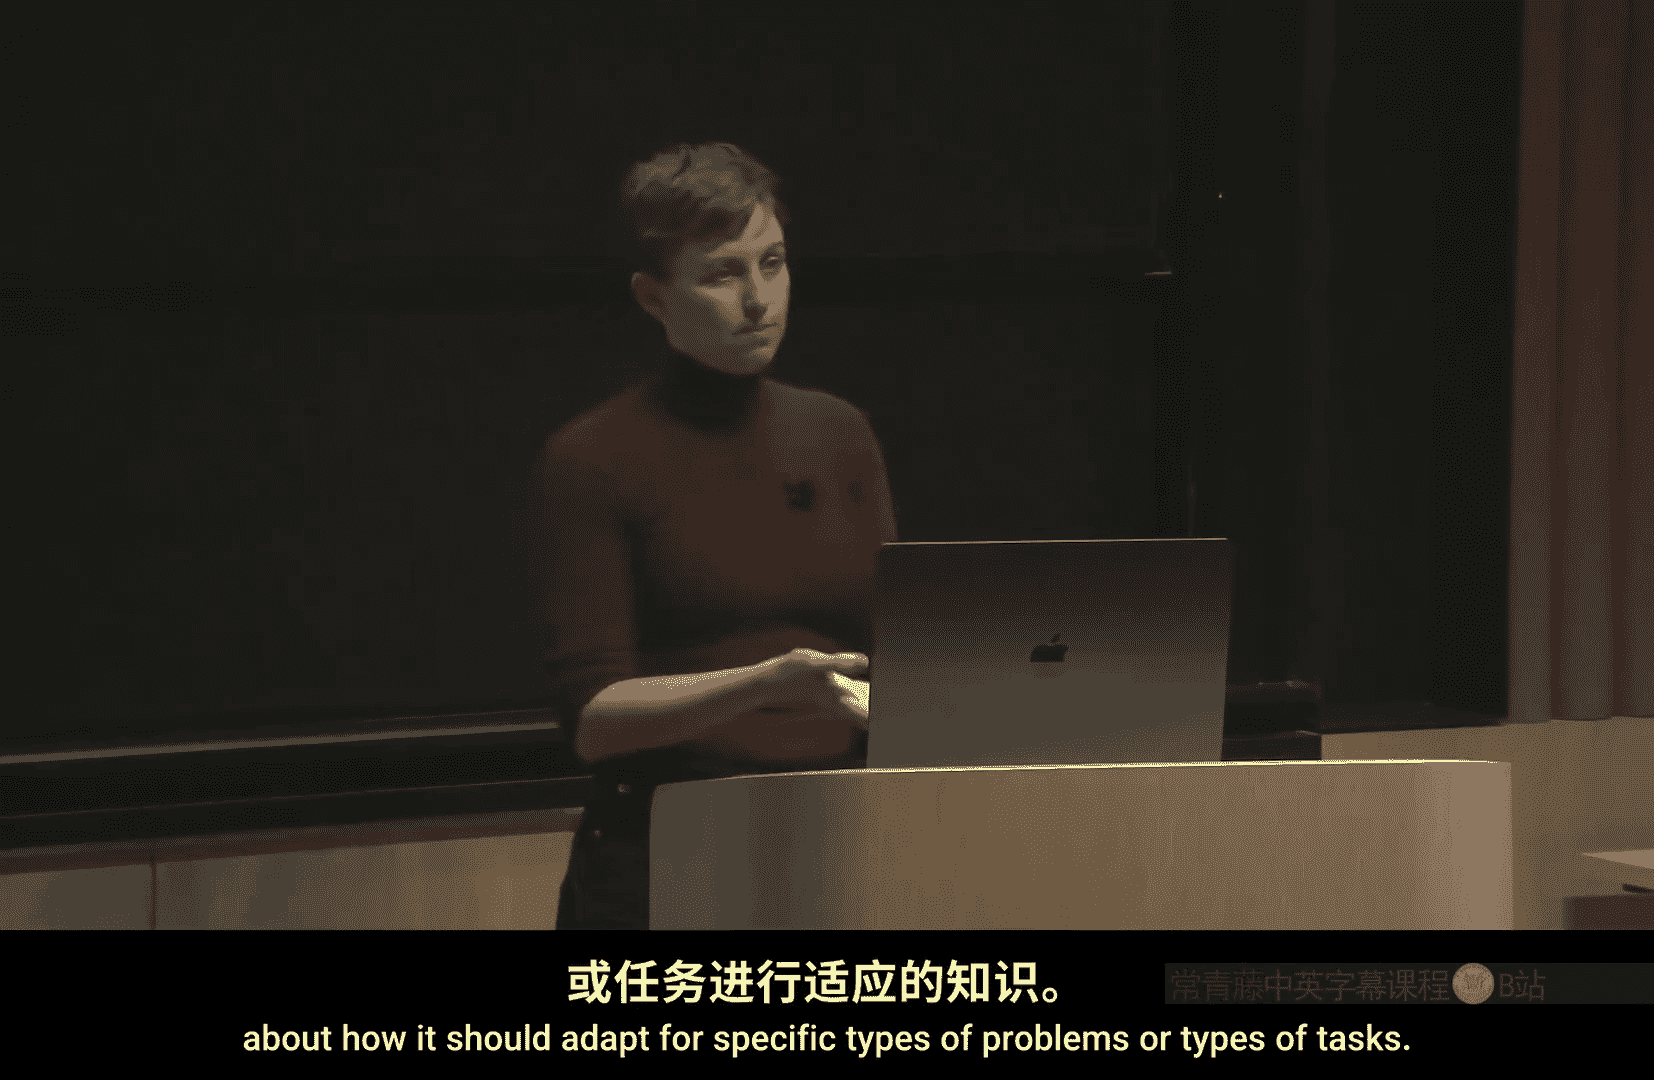 或任务进行适应的知识。
常青藤中英字幕课程 B站
about how it should adapt for specific types of problems or types of tasks.